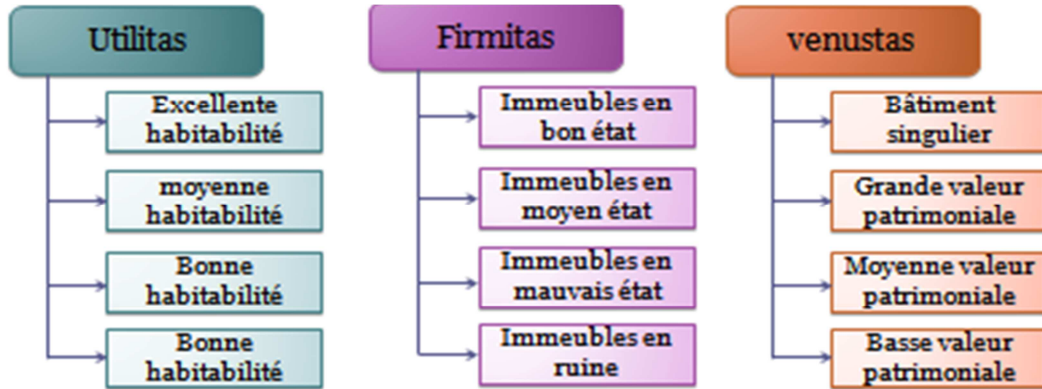 Utilitas
Excellente
habitabilité
moyenne
habitabilité
Bonne
habitabilité
Bonne
habitabilité
Firmitas
Immeubles en
bon état
Immeubles en
moyen état
Immeubles en
mauvais état
Immeubles en
ruine
venustas
Bâtiment
singulier
Grande valeur
patrimoniale
Moyenne valeur
patrimoniale
Basse valeur
patrimoniale